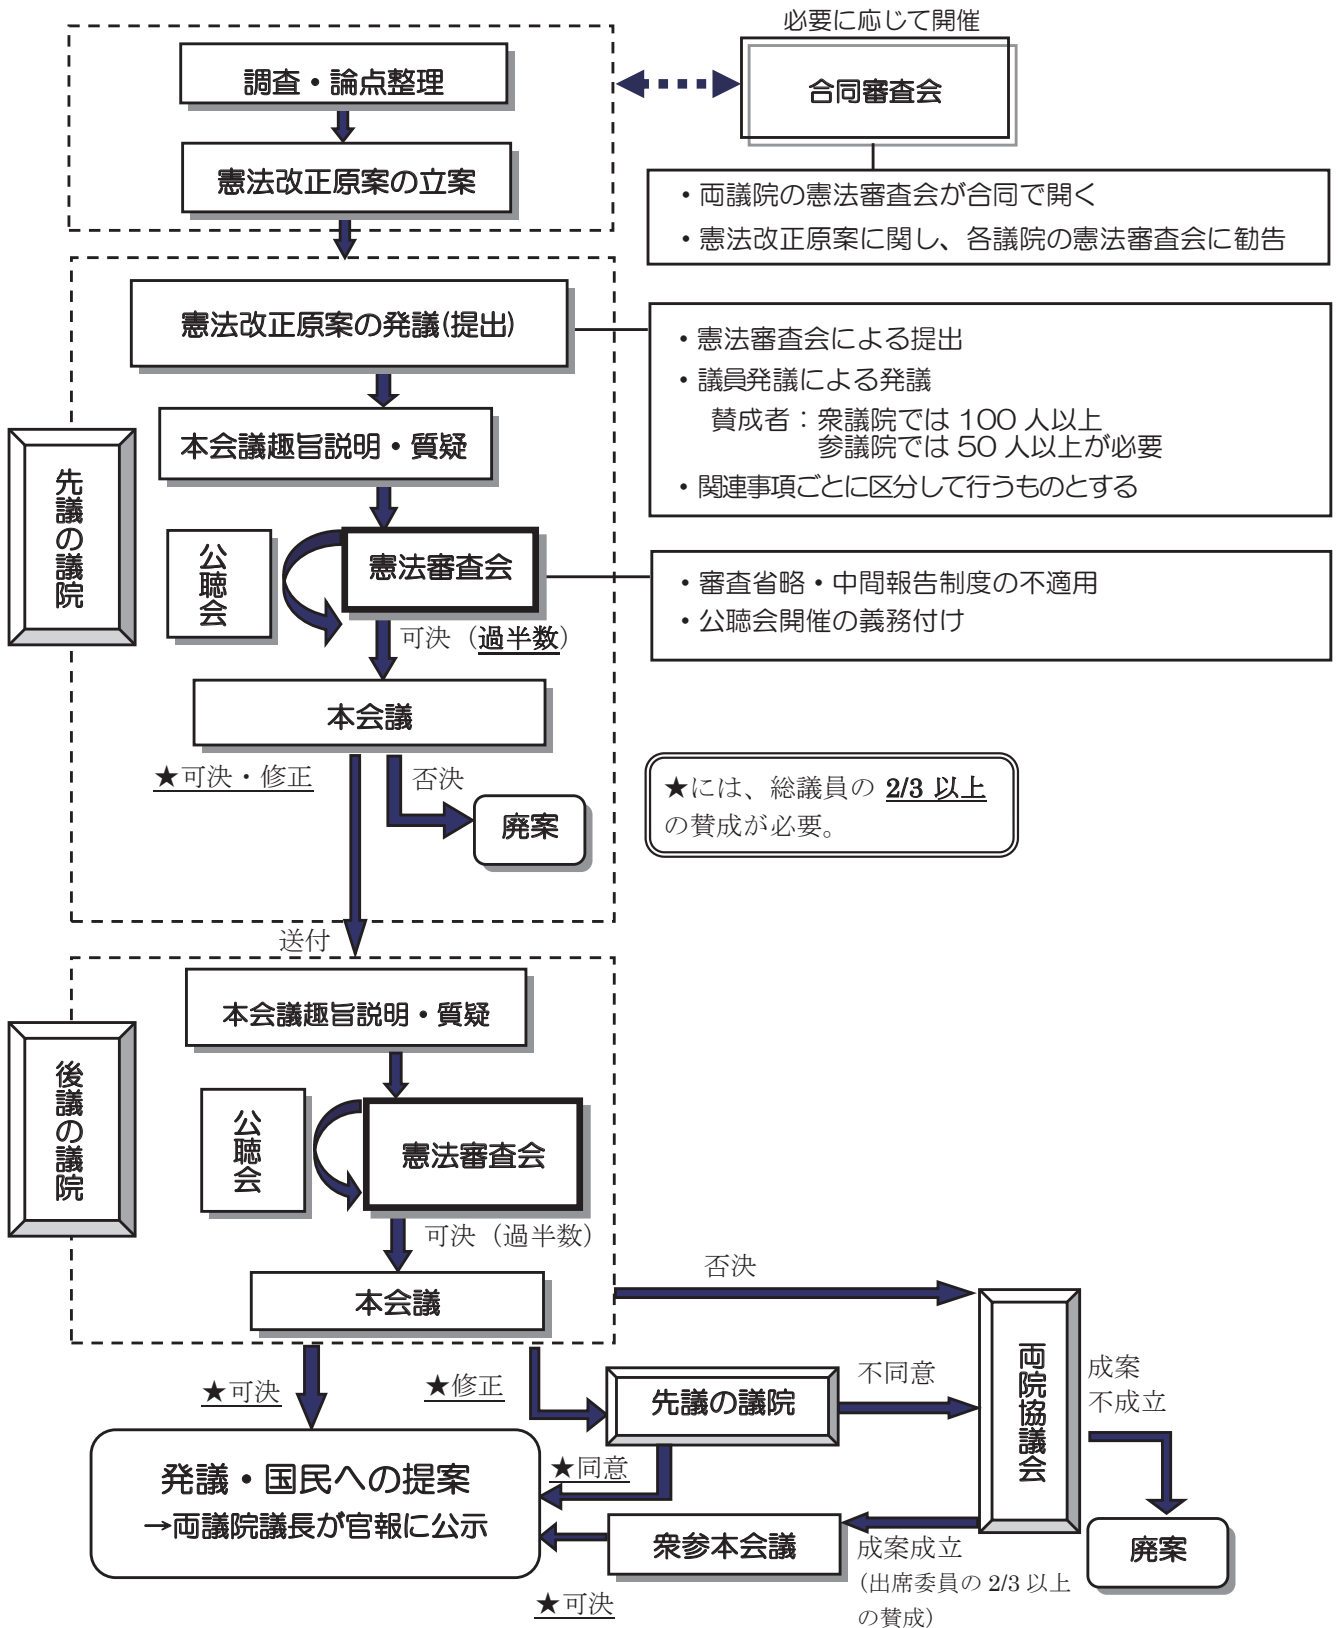 必要に応じて開催
調査・論点整理
合同審査会
憲法改正原案の立案
・両議院の憲法審査会が合同で開く
・憲法改正原案に関し、各議院の憲法審査会に勧告
憲法改正原案の発議(提出)
・憲法審査会による提出
・議員発議による発議
賛成者：衆議院では 100 人以上
参議院では 50 人以上が必要
・関連事項ごとに区分して行うものとする
本会議趣旨説明・質疑
先議の議院
公聴会
憲法審査会
・審査省略・中間報告制度の不適用
・公聴会開催の義務付け
可決（過半数）
本会議
★可決・修正
否決
廃案
★には、総議員の 2/3 以上
の賛成が必要。
送付
本会議趣旨説明・質疑
後議の議院
公聴会
憲法審査会
可決（過半数）
本会議
否決
両院協議会
★可決
★修正
先議の議院
不同意
成案
不成立
★同意
発議・国民への提案
→両議院議長が官報に公示
衆参本会議
★可決
成案成立
（出席委員の 2/3 以上
の賛成）
廃案